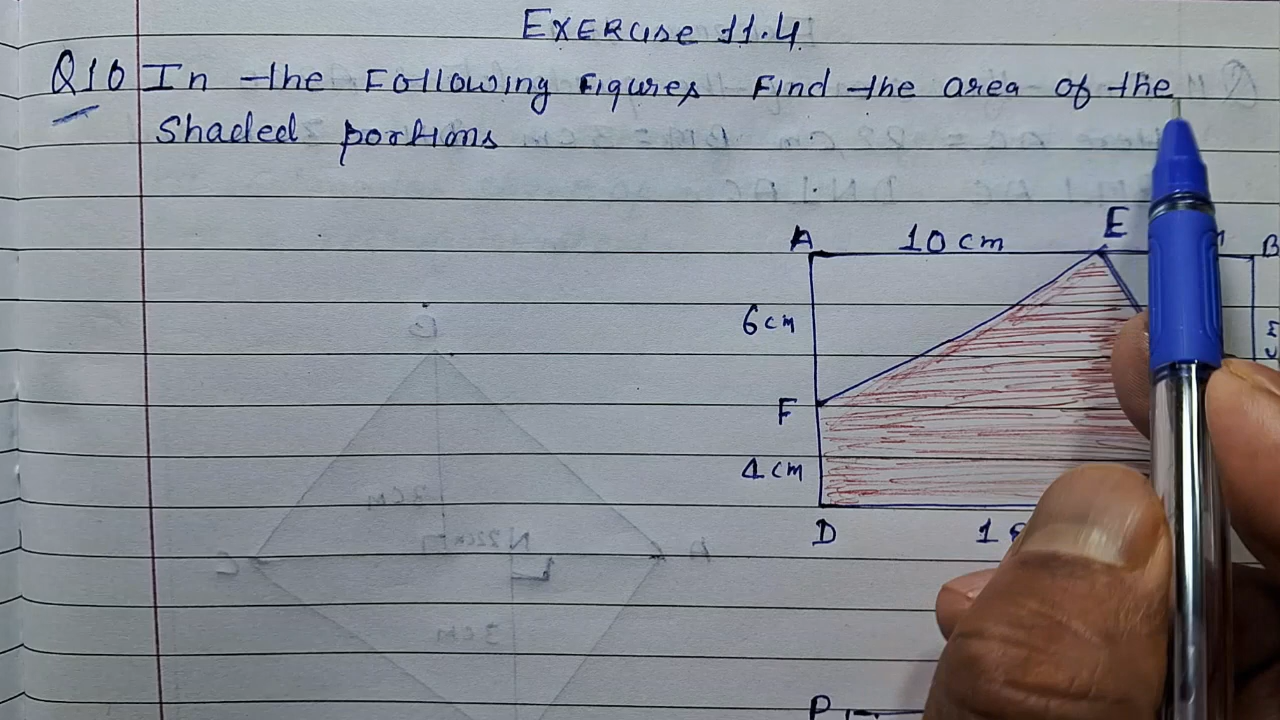 Exercise 11.4
Q10 In the Following Figures Find the area of the
Shaded portions
A 10 cm E B
6 cm
cm
F
4 cm
D
P